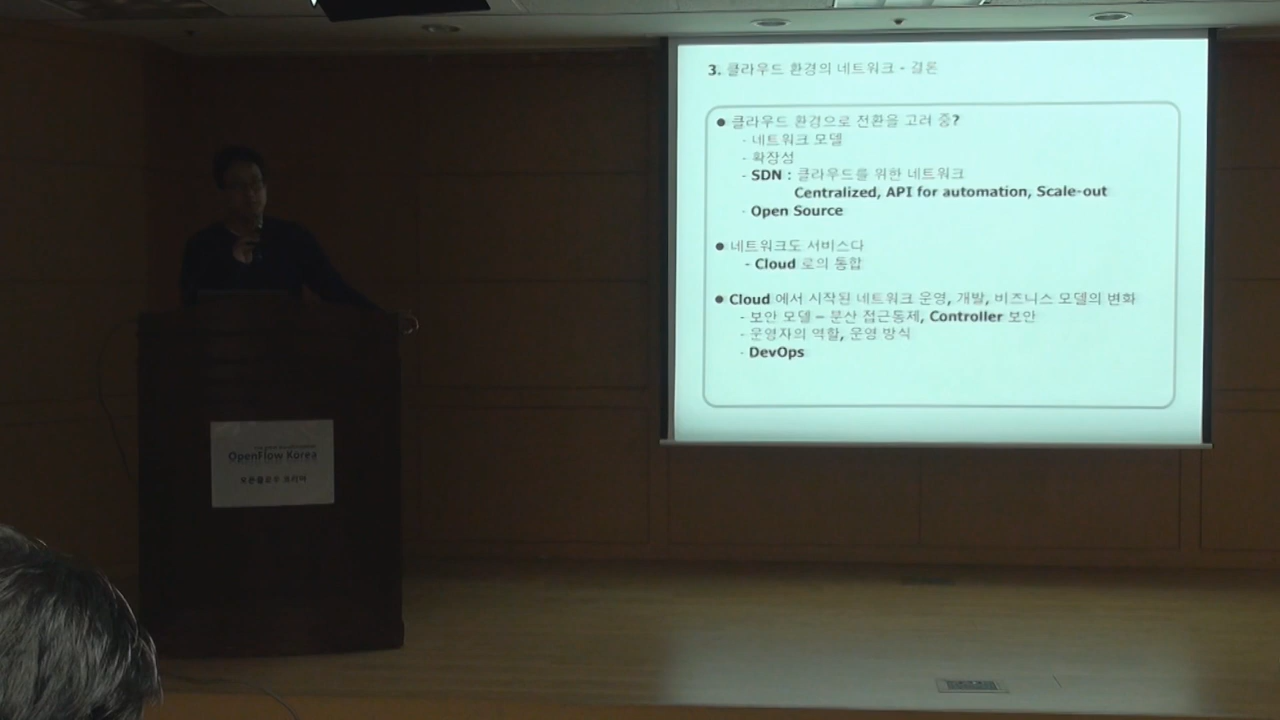 3. 클라우드 환경의 네트워크 - 결론
● 클라우드 환경으로 전환을 고려 중?
- 네트워크 모델
- 확장성
- SDN : 클라우드를 위한 네트워크
Centralized, API for automation, Scale-out
- Open Source
● 네트워크도 서비스다
- Cloud 로의 통합
● Cloud 에서 시작된 네트워크 운영, 개발, 비즈니스 모델의 변화
- 보안 모델 – 분산 접근통제, Controller 보안
- 운영자의 역할, 운영 방식
- DevOps
OpenFlow Korea
오픈플로우 코리아